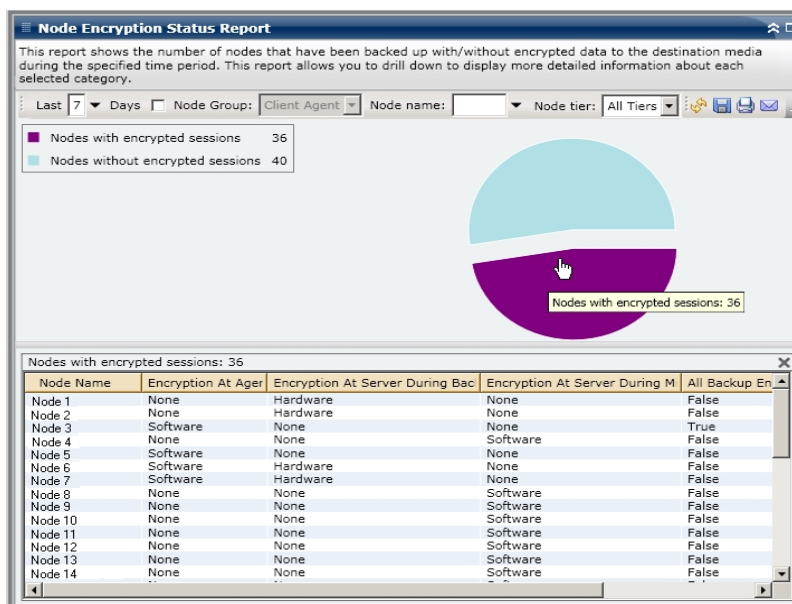 Node Encryption Status Report
This report shows the number of nodes that have been backed up with/without encrypted data to the destination media
during the specified time period. This report allows you to drill down to display more detailed information about each
selected category.
Last 7 Days Node Group: Client Agent Node name: Node tier: All Tiers
Nodes with encrypted sessions 36
Nodes without encrypted sessions 40
Nodes with encrypted sessions: 36
Nodes with encrypted sessions: 36
Node Name Encryption At Ager Encryption At Server During Bac Encryption At Server During M All Backup En
Node 1 None Hardware None False
Node 2 None Hardware None False
Node 3 Software None None True
Node 4 None None Software False
Node 5 Software None None False
Node 6 Software Hardware None False
Node 7 Software Hardware None False
Node 8 None None Software False
Node 9 None None Software False
Node 10 None None Software False
Node 11 None None Software False
Node 12 None None Software False
Node 13 None None Software False
Node 14 None None Software False